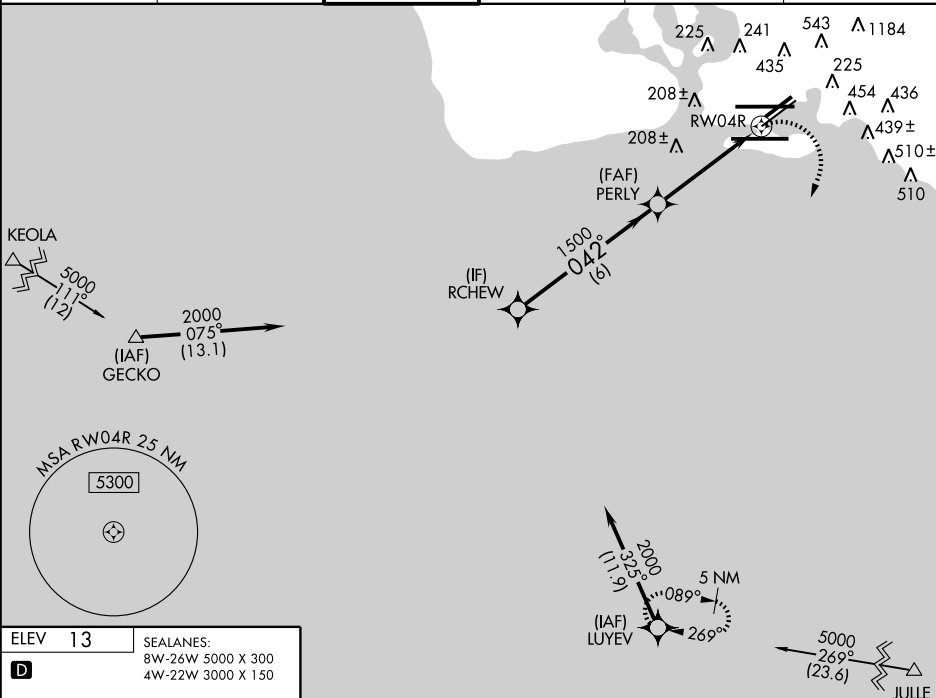 225
241
543
1184
435
225
208±
454
436
RW04R
439±
208±
510±
510
(FAF)
PERLY
KEOLA
5000
111°
(12)
1500
042°
(6)
(IF)
RCHEW
2000
075°
(13.1)
(IAF)
GECKO
MSA RW04R 25 NM
5300
2000
325°
(11.9)
5 NM
089°
269°
(IAF)
LUYEV
5000
269°
(23.6)
JULLE
ELEV 13
D
SEALANES:
8W-26W 5000 X 300
4W-22W 3000 X 150